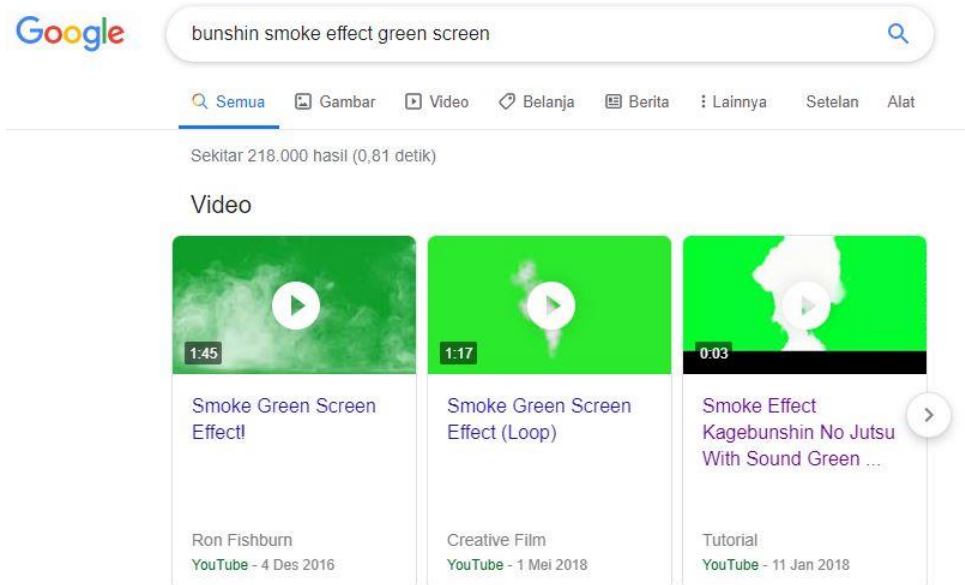 Google
bunshin smoke effect green screen
Semua Gambar Video Belanja Berita Lainnya Setelan Alat
Sekitar 218.000 hasil (0,81 detik)
Video
1:45
1:17
0:03
Smoke Green Screen
Effect!
Smoke Green Screen
Effect (Loop)
Smoke Effect
Kagebunshin No Jutsu
With Sound Green ...
Ron Fishburn
YouTube - 4 Des 2016
Creative Film
YouTube - 1 Mei 2018
Tutorial
YouTube - 11 Jan 2018